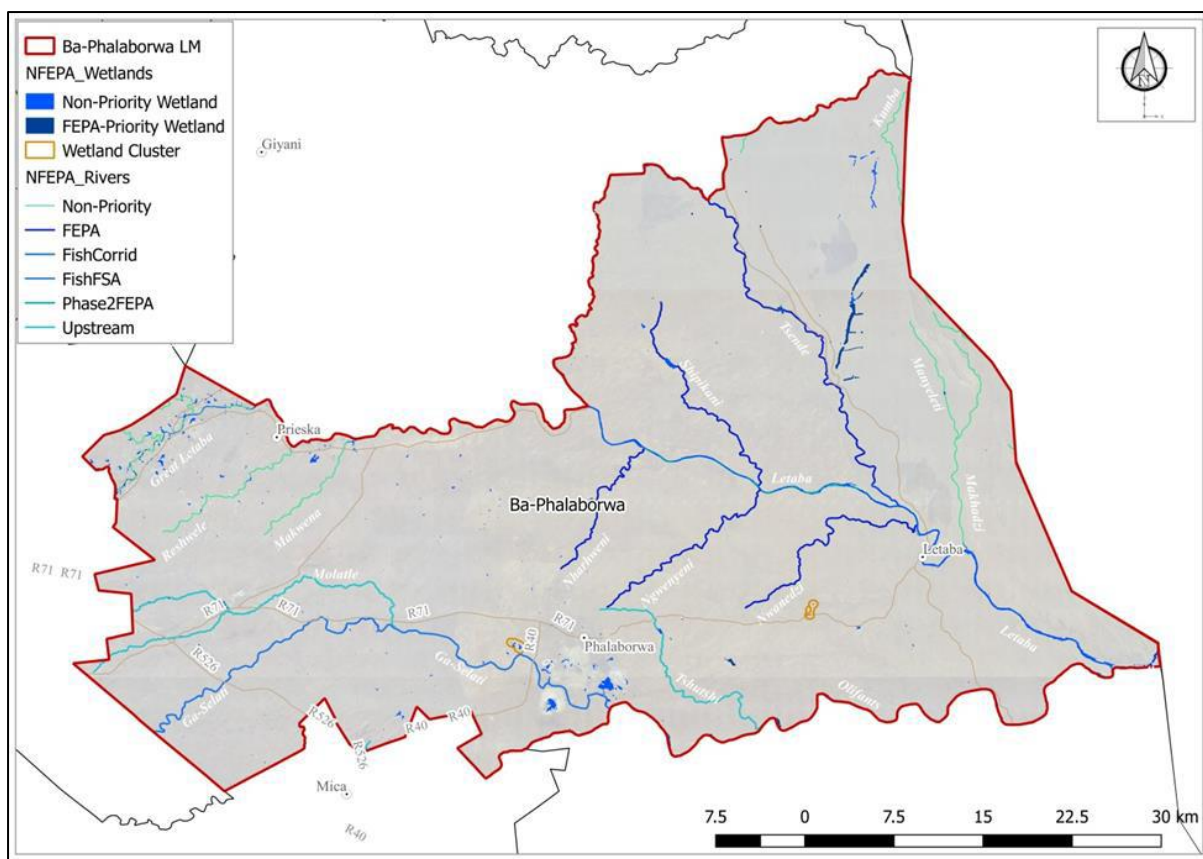 Ba-Phalaborwa LM
NFEPA_Wetlands
Non-Priority Wetland
FEPA-Priority Wetland
Wetland Cluster
NFEPA_Rivers
Non-Priority
FEPA
FishCorrid
FishFSA
Phase2FEPA
Upstream
N
Giyani
Kumba
Tsende
Shipikani
Manyeleti
Prieska
Great Letaba
Letaba
Makhadzi
Ba-Phalaborwa
Reshwele
Makwena
Nharhweni
Letaba
R71 R71
Molatle
Ngwenyeni
Nwanedzi
R71
R71
R71
R71
R40
Phalaborwa
Letaba
R526
Ga-Selati
Tshutshi
Olifants
Ga-Selati
R526
R40
R40
R526
Mica
R40
7.5 0 7.5 15 22.5 30 km